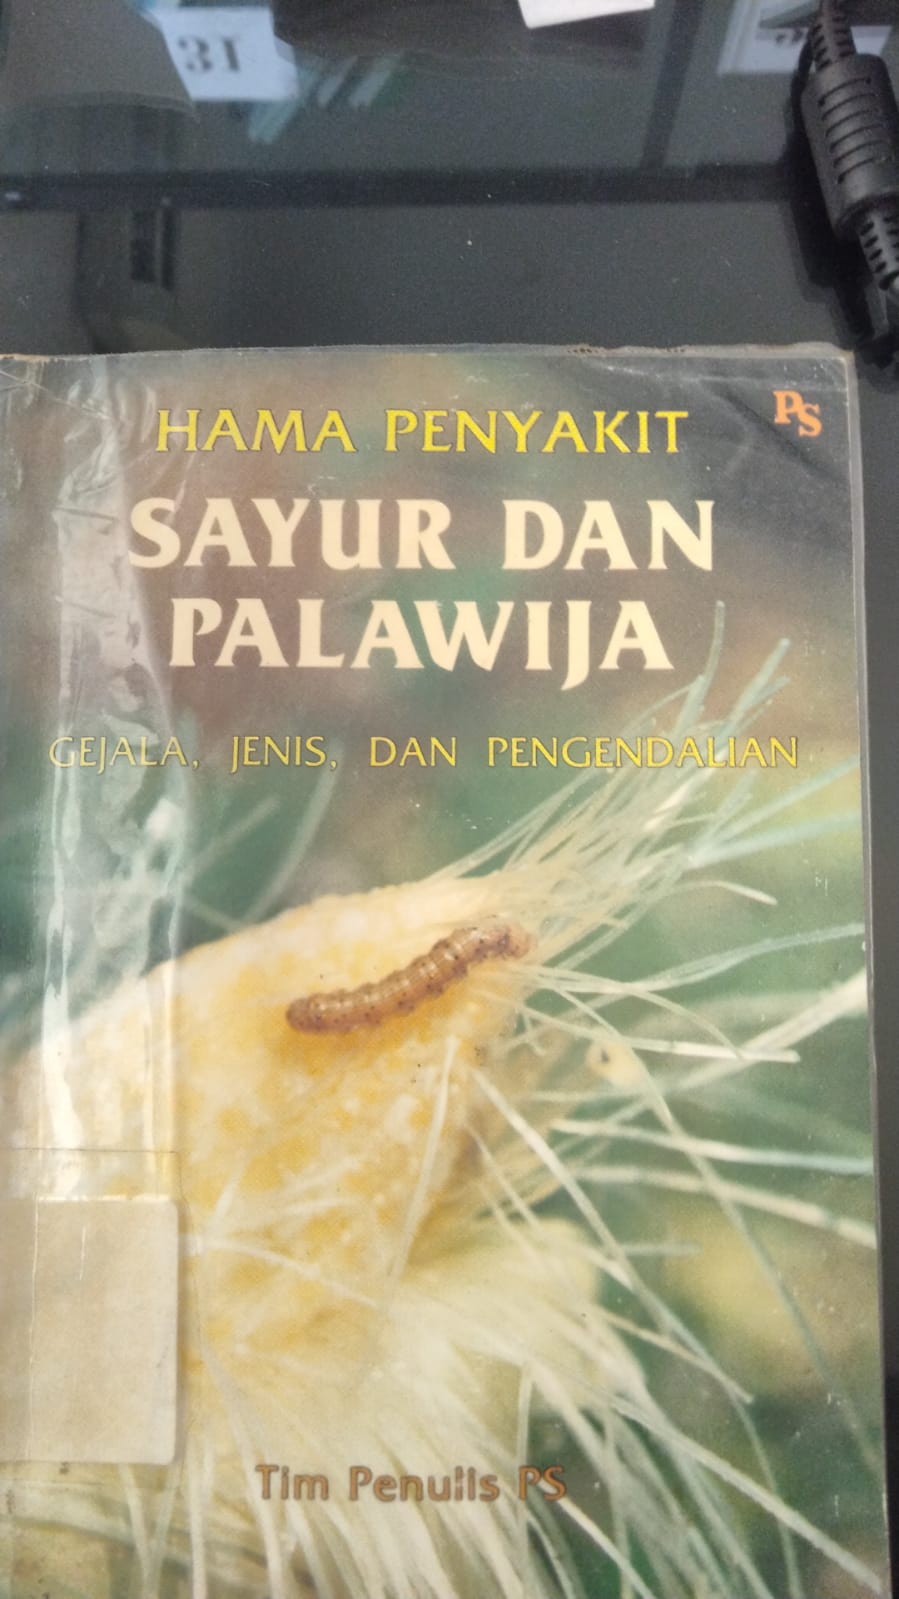 31
PS
HAMA PENYAKIT
SAYUR DAN
PALAWIJA
GEJALA, JENIS, DAN PENGENDALIAN
Tim Penulis PS